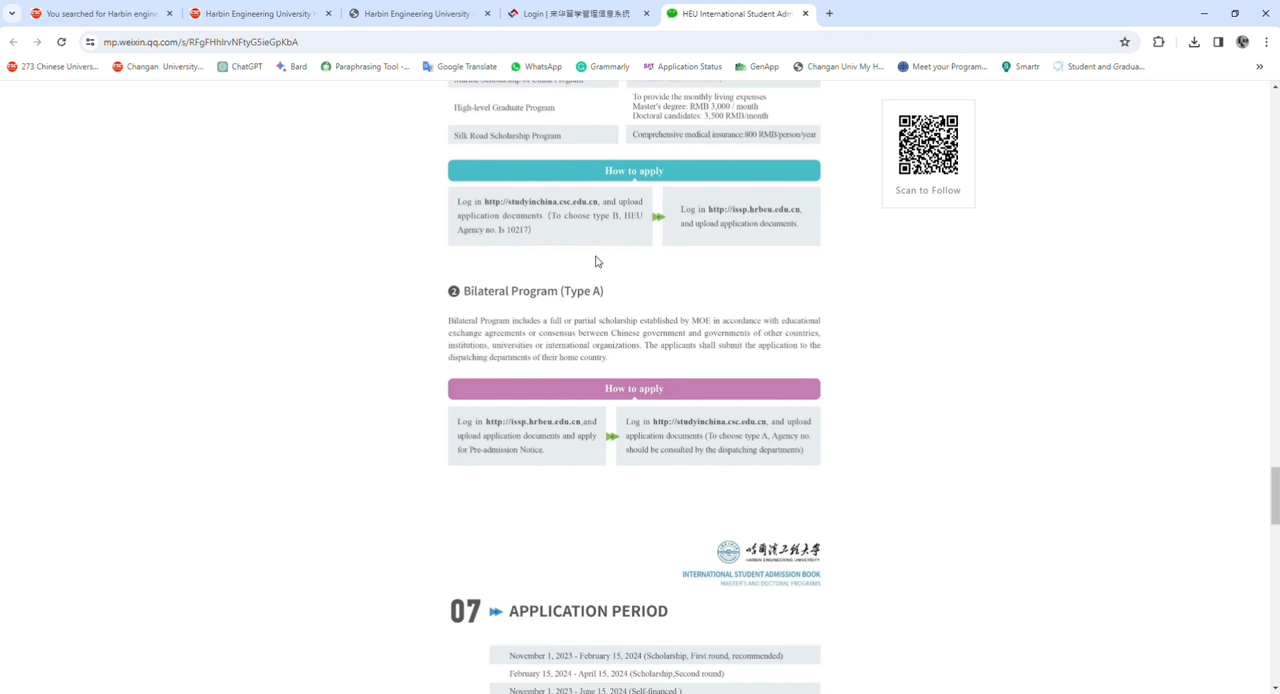 You searched for Harbin engine
Harbin Engineering University H
Harbin Engineering University -
Login | 来华留学管理信息系统
HEU International Student Adm
mp.weixin.qq.com/s/RFgFHhIrvNFtyG5ieGpKbA
273 Chinese Univers...
Changan University...
ChatGPT
Bard
Paraphrasing Tool -...
Google Translate
WhatsApp
Grammarly
Application Status
GenApp
Changan Univ My H...
Meet your Program...
Smartr
Student and Gradua...
High-level Graduate Program
To provide the monthly living expenses
Master's degree: RMB 3,000 / month
Doctoral candidates: 3,500 RMB/month
Silk Road Scholarship Program
Comprehensive medical insurance:800 RMB/person/year
Scan to Follow
How to apply
Log in http://studyinchina.csc.edu.cn, and upload
application documents (To choose type B, HEU
Agency no. Is 10217)
Log in http://issp.hrbeu.edu.cn,
and upload application documents.
2 Bilateral Program (Type A)
Bilateral Program includes a full or partial scholarship established by MOE in accordance with educational
exchange agreements or consensus between Chinese government and governments of other countries,
institutions, universities or international organizations. The applicants shall submit the application to the
dispatching departments of their home country.
How to apply
Log in http://issp.hrbeu.edu.cn,and
upload application documents and apply
for Pre-admission Notice.
Log in http://studyinchina.csc.edu.cn, and upload
application documents (To choose type A, Agency no.
should be consulted by the dispatching departments)
哈尔滨工程大学
HARBIN ENGINEERING UNIVERSITY
INTERNATIONAL STUDENT ADMISSION BOOK
MASTER'S AND DOCTORAL PROGRAMS
07 APPLICATION PERIOD
November 1, 2023 - February 15, 2024 (Scholarship, First round, recommended)
February 15, 2024 - April 15, 2024 (Scholarship,Second round)
November 1, 2023 - June 15, 2024 (Self-financed )